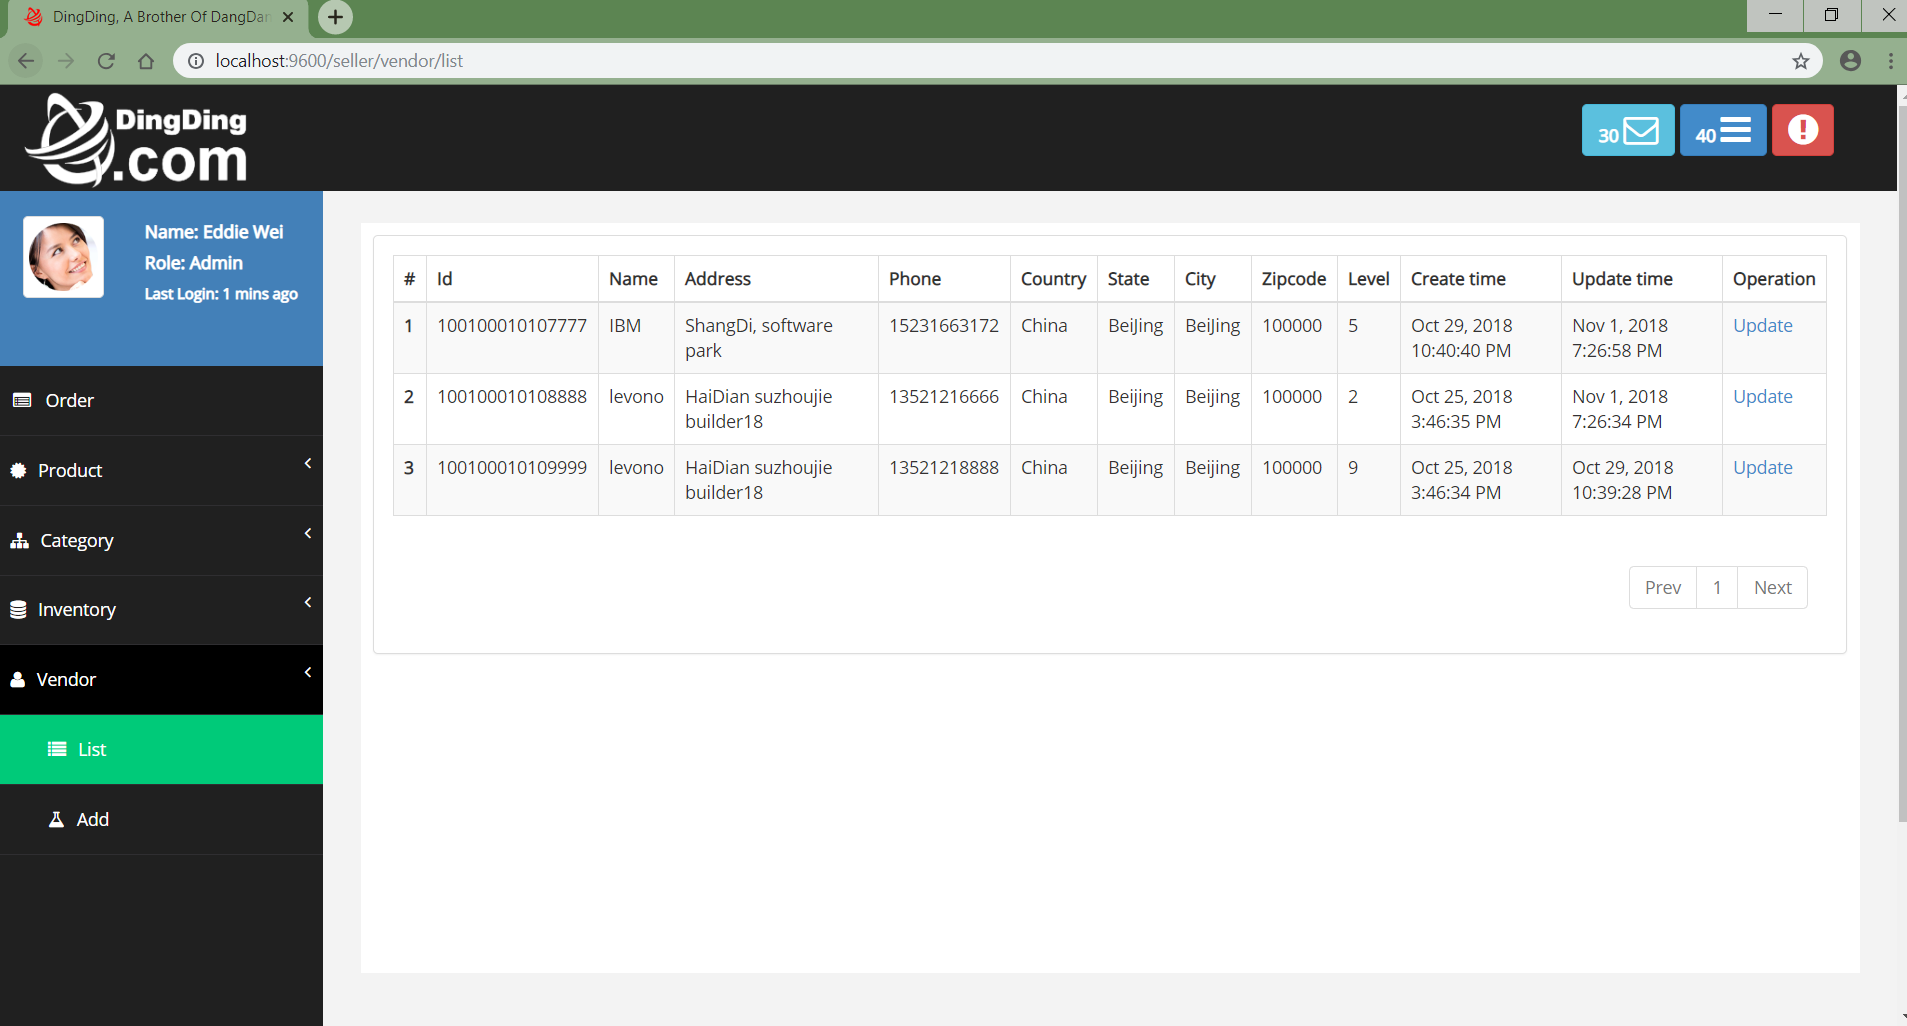 DingDing, A Brother Of DangDan
localhost:9600/seller/vendor/list
DingDing
.com
30
40
Name: Eddie Wei
Role: Admin
Last Login: 1 mins ago
Order
Product
Category
Inventory
Vendor
List
Add
# Id Name Address Phone Country State City Zipcode Level Create time Update time Operation
1 100100010107777 IBM ShangDi, software 15231663172 China BeiJing BeiJing 100000 5 Oct 29, 2018 Nov 1, 2018 Update
park 10:40:40 PM 7:26:58 PM
2 100100010108888 levono HaiDian suzhoujie 13521216666 China Beijing Beijing 100000 2 Oct 25, 2018 Nov 1, 2018 Update
builder18 3:46:35 PM 7:26:34 PM
3 100100010109999 levono HaiDian suzhoujie 13521218888 China Beijing Beijing 100000 9 Oct 25, 2018 Oct 29, 2018 Update
builder18 3:46:34 PM 10:39:28 PM
Prev 1 Next